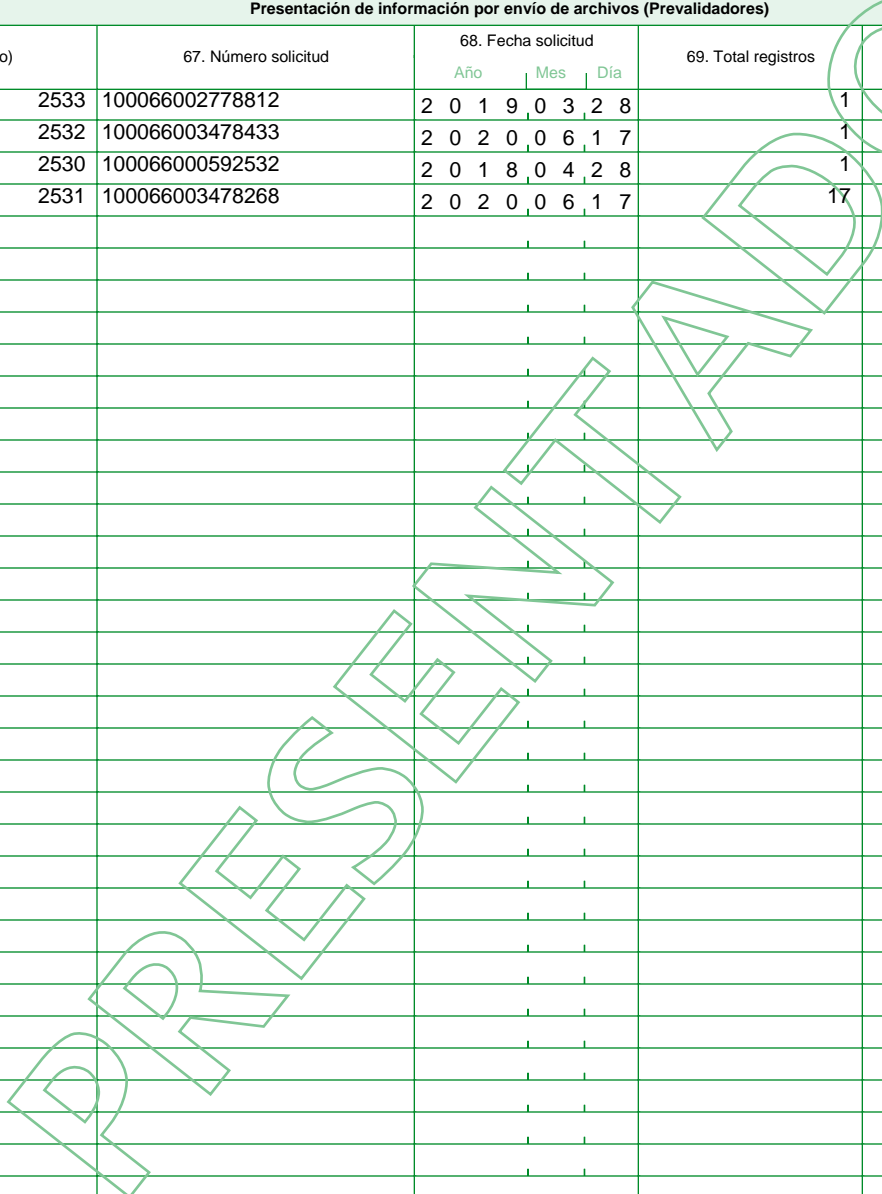 Presentación de información por envío de archivos (Prevalidadores)
o) 67. Número solicitud 68. Fecha solicitud 69. Total registros
Año Mes Día
2533 100066002778812 2 0 1 9 0 3 2 8 1
2532 100066003478433 2 0 2 0 0 6 1 7 1
2530 100066000592532 2 0 1 8 0 4 2 8 1
2531 100066003478268 2 0 2 0 0 6 1 7 17
PRESENTADO